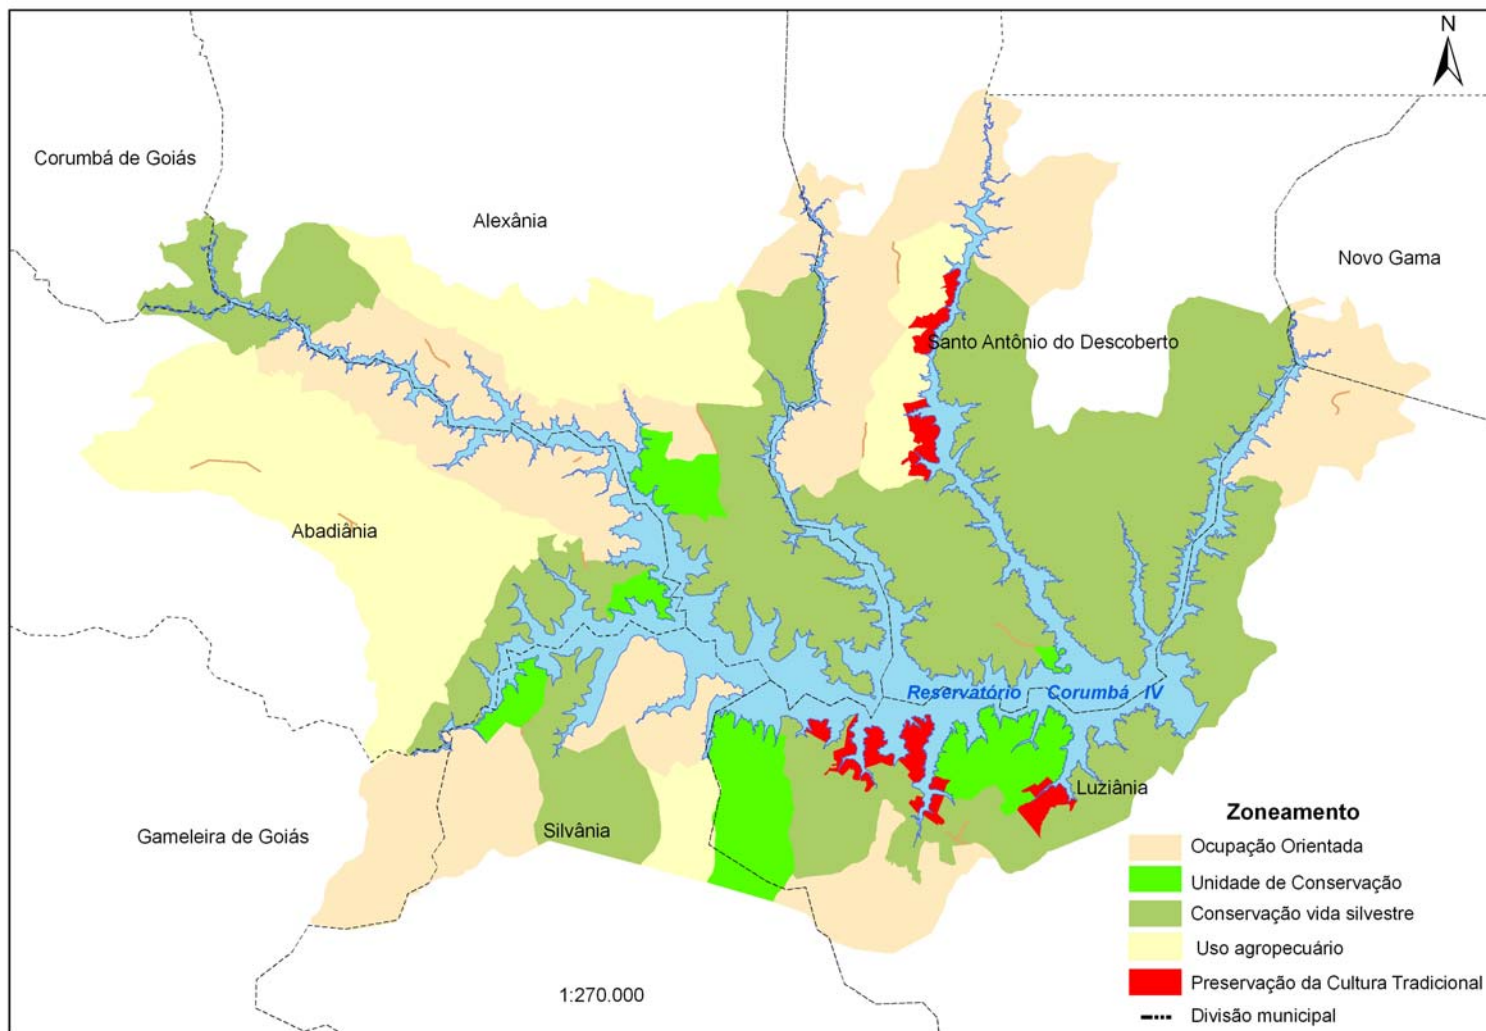 N
Corumbá de Goiás
Alexânia
Novo Gama
Santo Antônio do Descoberto
Abadiânia
Reservatório Corumbá IV
Luziânia
Silvânia
Gameleira de Goiás
1:270.000
Zoneamento
Ocupação Orientada
Unidade de Conservação
Conservação vida silvestre
Uso agropecuário
Preservação da Cultura Tradicional
Divisão municipal